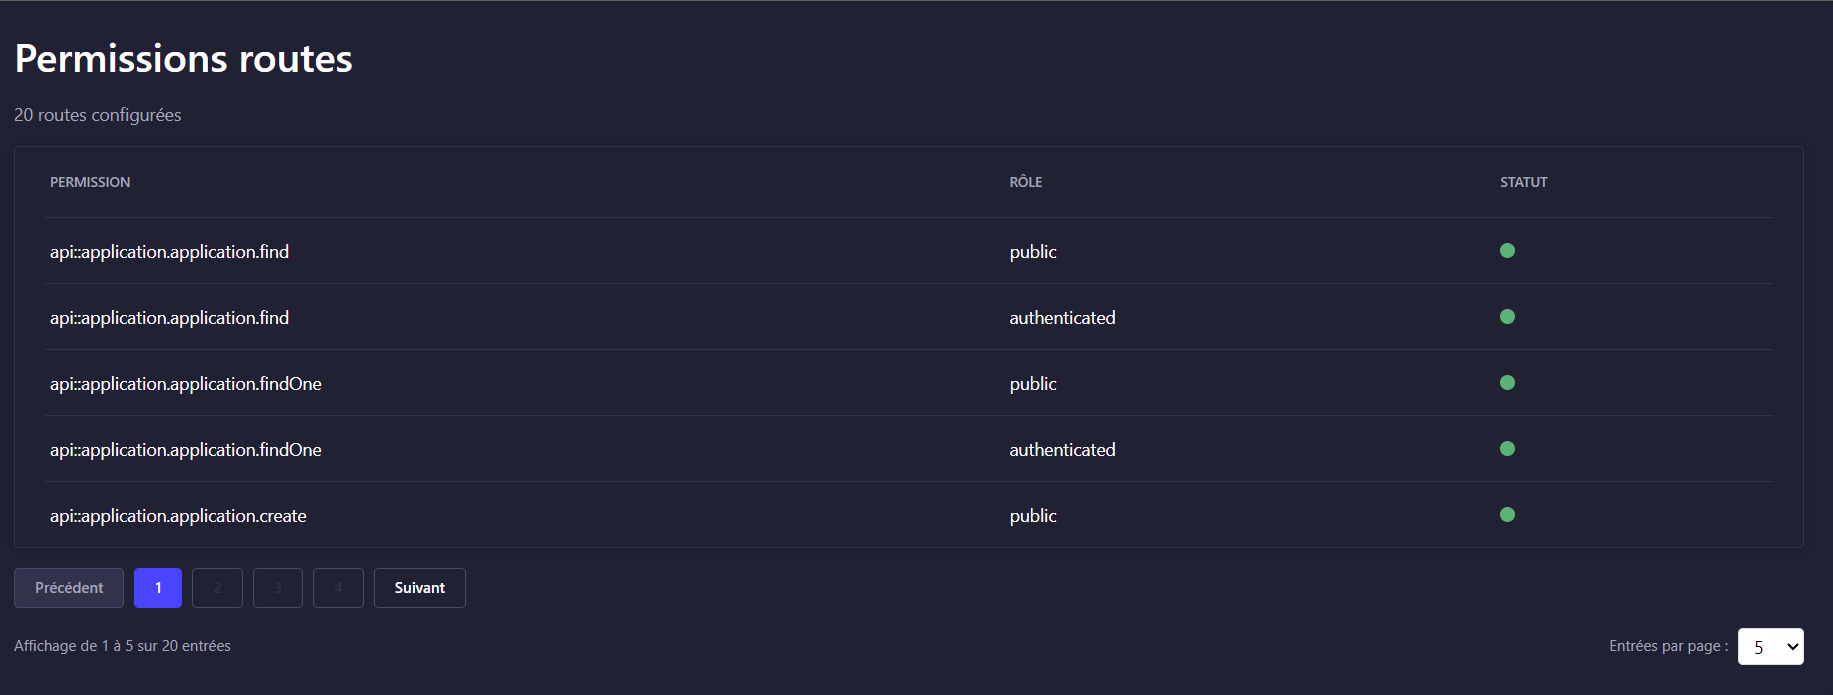 Permissions routes
20 routes configurées
PERMISSION RÔLE STATUT
api::application.application.find public
api::application.application.find authenticated
api::application.application.findOne public
api::application.application.findOne authenticated
api::application.application.create public
Précédent 1 2 3 4 Suivant
Affichage de 1 à 5 sur 20 entrées Entrées par page : 5